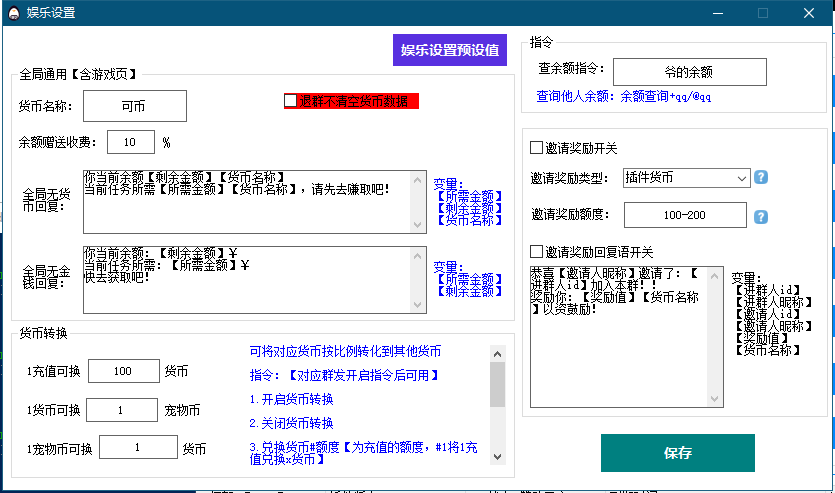 娱乐设置
娱乐设置预设值
全局通用【含游戏页】
货币名称：
可币
退群不清空货币数据
余额赠送收费：
10
%
全局无货
币回复：
你当前余额【剩余金额】【货币名称】
当前任务所需【所需金额】【货币名称】，请先去赚取吧！
变量：
【所需金额】
【剩余金额】
【货币名称】
全局无金
钱回复：
你当前余额：【剩余金额】￥
当前任务所需：【所需金额】￥
快去获取吧！
变量：
【所需金额】
【剩余金额】
货币转换
1充值可换
100
货币
1货币可换
1
宠物币
1宠物币可换
1
货币
可将对应货币按比例转化到其他货币
指令：【对应群发开启指令后可用】
1.开启货币转换
2.关闭货币转换
3.兑换货币#额度【为充值的额度，#1将1充
值兑换x货币】
指令
查余额指令：
爷的余额
查询他人余额：余额查询+qq/@qq
邀请奖励开关
邀请奖励类型：
插件货币
?
邀请奖励额度：
100-200
?
邀请奖励回复语开关
恭喜【邀请人昵称】邀请了：【
进群人id】加入本群！！
奖励你：【奖励值】【货币名称
】以资鼓励！
变量：
【进群人id】
【进群人昵称】
【邀请人id】
【邀请人昵称】
【奖励值】
【货币名称】
保存